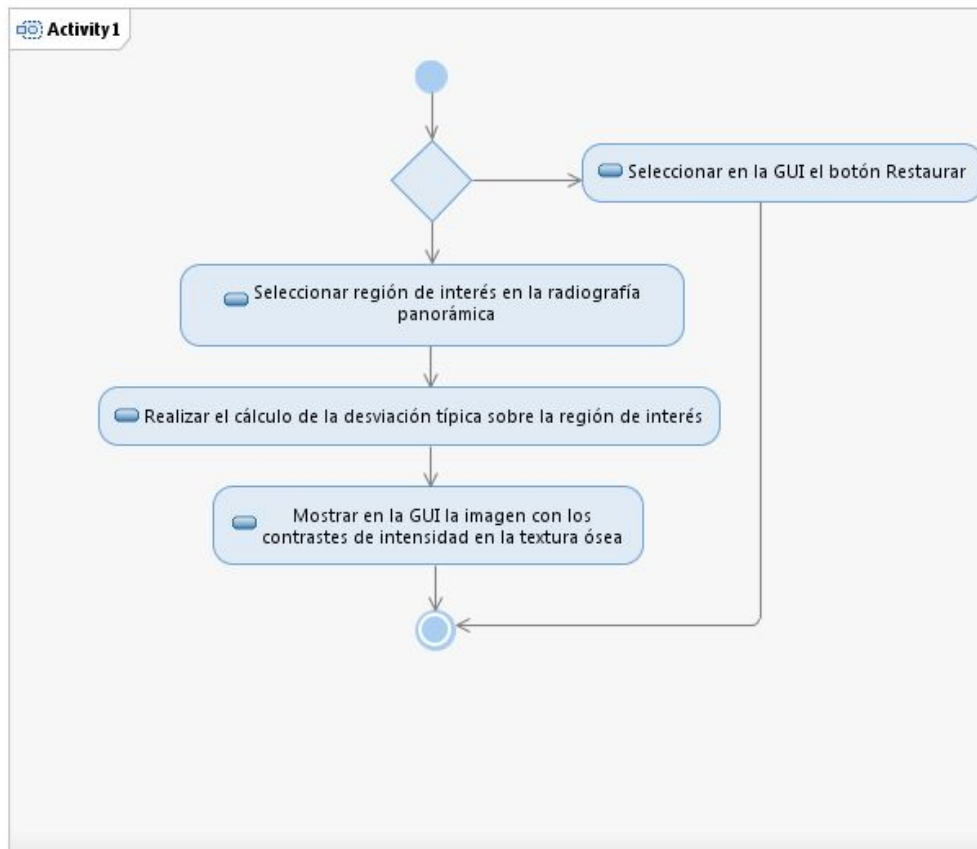 Activity1
Seleccionar en la GUI el botón Restaurar
Seleccionar región de interés en la radiografía
panorámica
Realizar el cálculo de la desviación típica sobre la región de interés
Mostrar en la GUI la imagen con los
contrastes de intensidad en la textura ósea